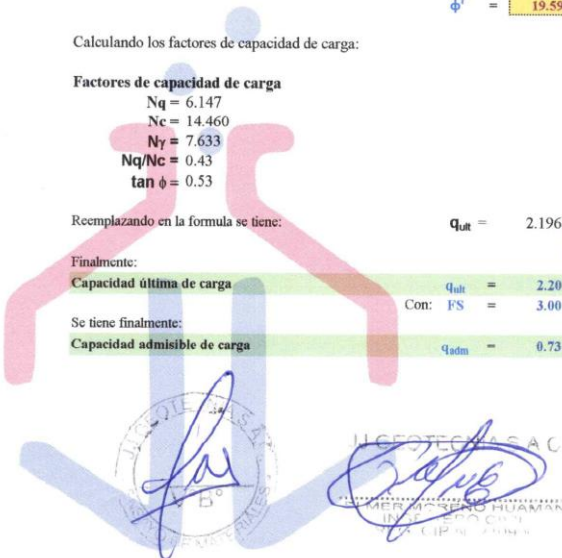 ϕ' = 19.59
Calculando los factores de capacidad de carga:
Factores de capacidad de carga
Nq = 6.147
Nc = 14.460
Nγ = 7.633
Nq/Nc = 0.43
tan ϕ = 0.53
Reemplazando en la formula se tiene: qult = 2.196
Finalmente:
Capacidad última de carga qult = 2.20
Con: FS = 3.00
Se tiene finalmente:
Capacidad admisible de carga qadm = 0.73
V B°
MORENO HUAMAN